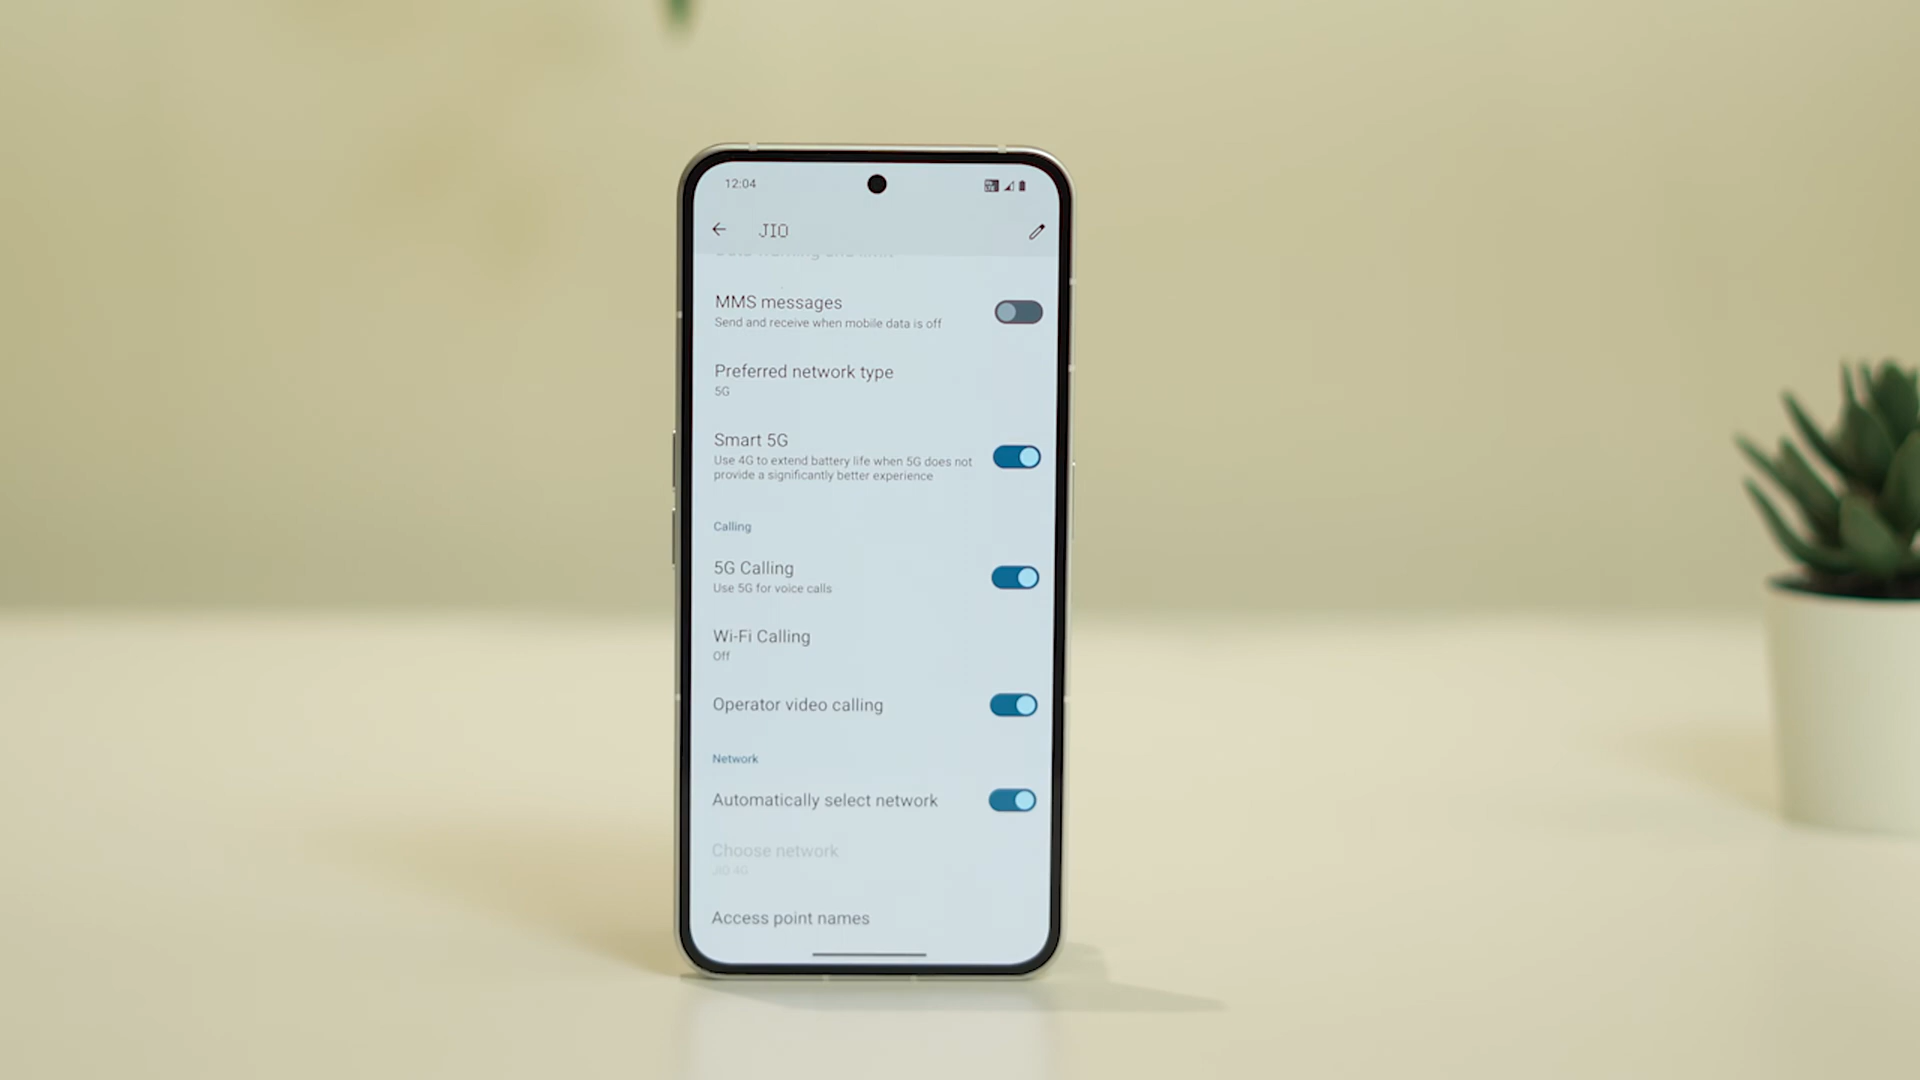 12:04
JIO
MMS messages
Send and receive when mobile data is off
Preferred network type
5G
Smart 5G
Use 4G to extend battery life when 5G does not
provide a significantly better experience
Calling
5G Calling
Use 5G for voice calls
Wi-Fi Calling
Off
Operator video calling
Network
Automatically select network
Choose network
JIO 4G
Access point names